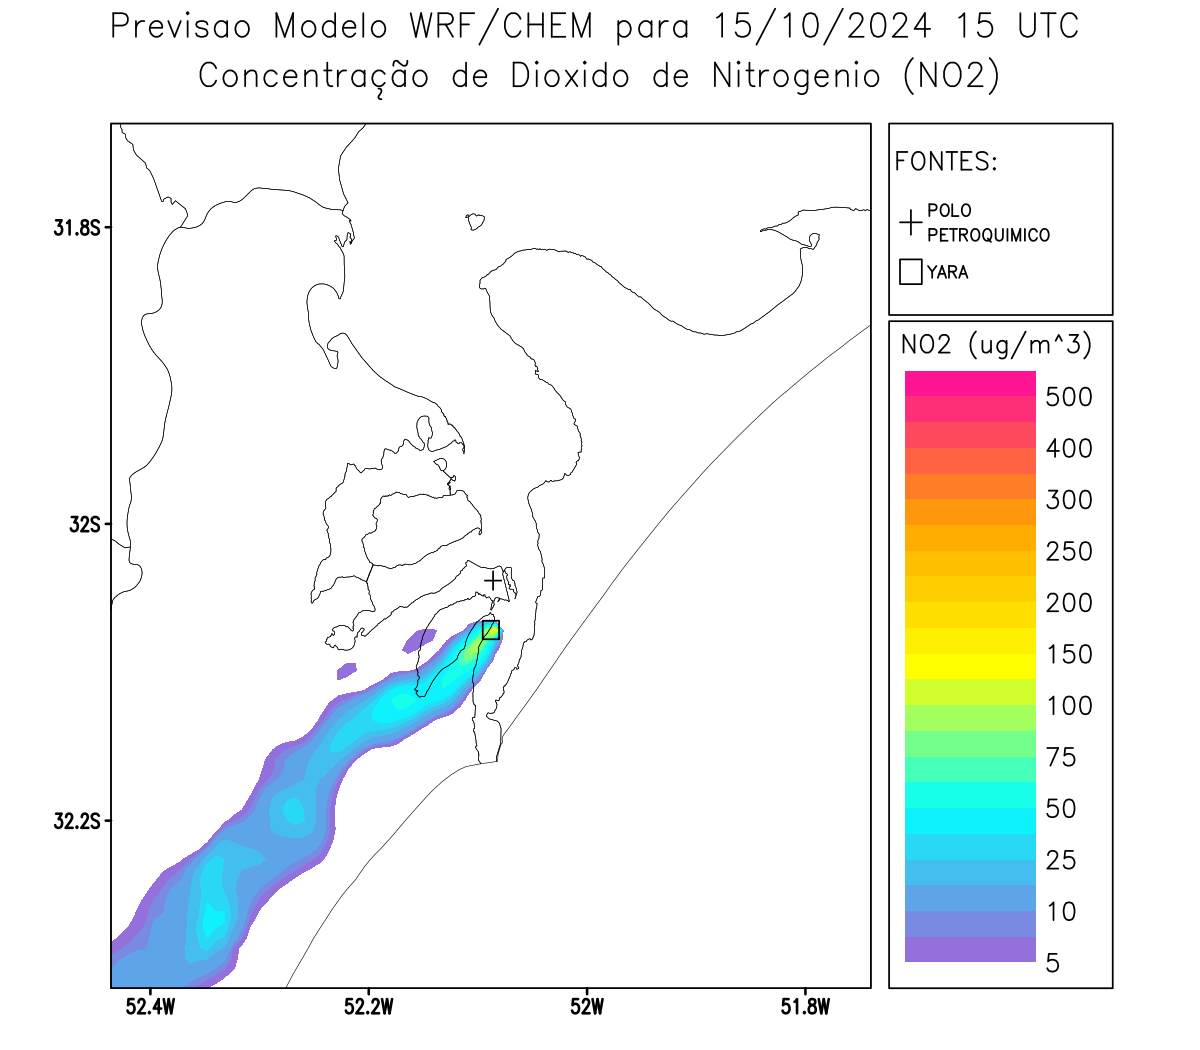 Previsao Modelo WRF/CHEM para 15/10/2024 15 UTC
Concentração de Dioxido de Nitrogenio (NO2)
FONTES:
POLO
PETROQUIMICO
YARA
NO2 (ug/m^3)
500
400
300
250
200
150
100
75
50
25
10
5
31.8S
32S
32.2S
52.4W
52.2W
52W
51.8W